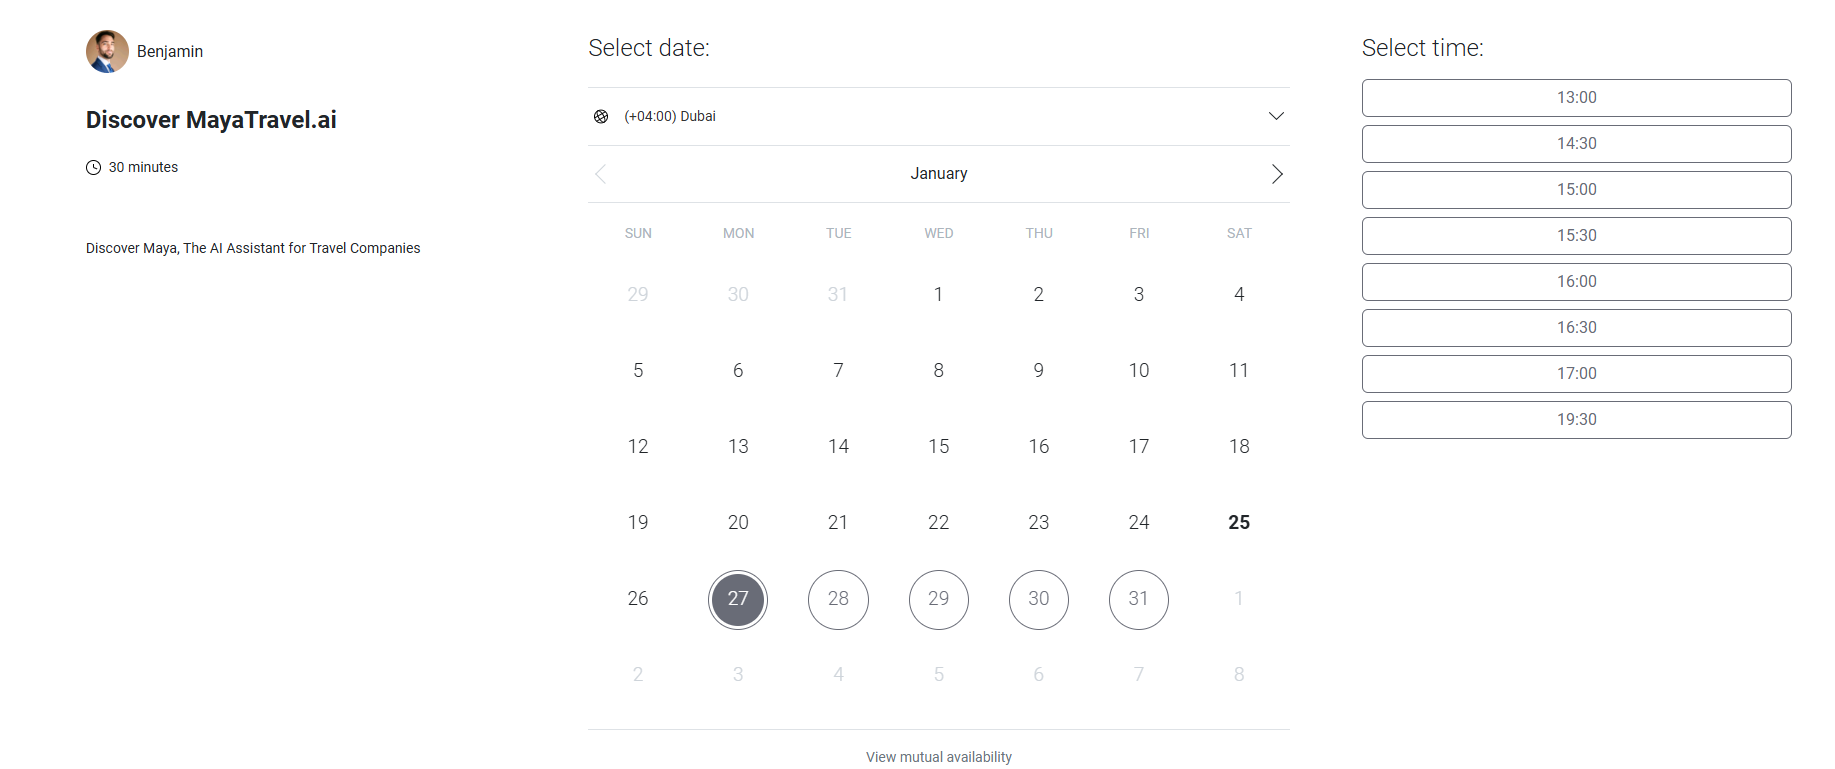 Benjamin
Discover MayaTravel.ai
30 minutes
Discover Maya, The AI Assistant for Travel Companies
Select date:
(+04:00) Dubai
January
SUN MON TUE WED THU FRI SAT
29 30 31 1 2 3 4
5 6 7 8 9 10 11
12 13 14 15 16 17 18
19 20 21 22 23 24 25
26 27 28 29 30 31 1
2 3 4 5 6 7 8
View mutual availability
Select time:
13:00
14:30
15:00
15:30
16:00
16:30
17:00
19:30